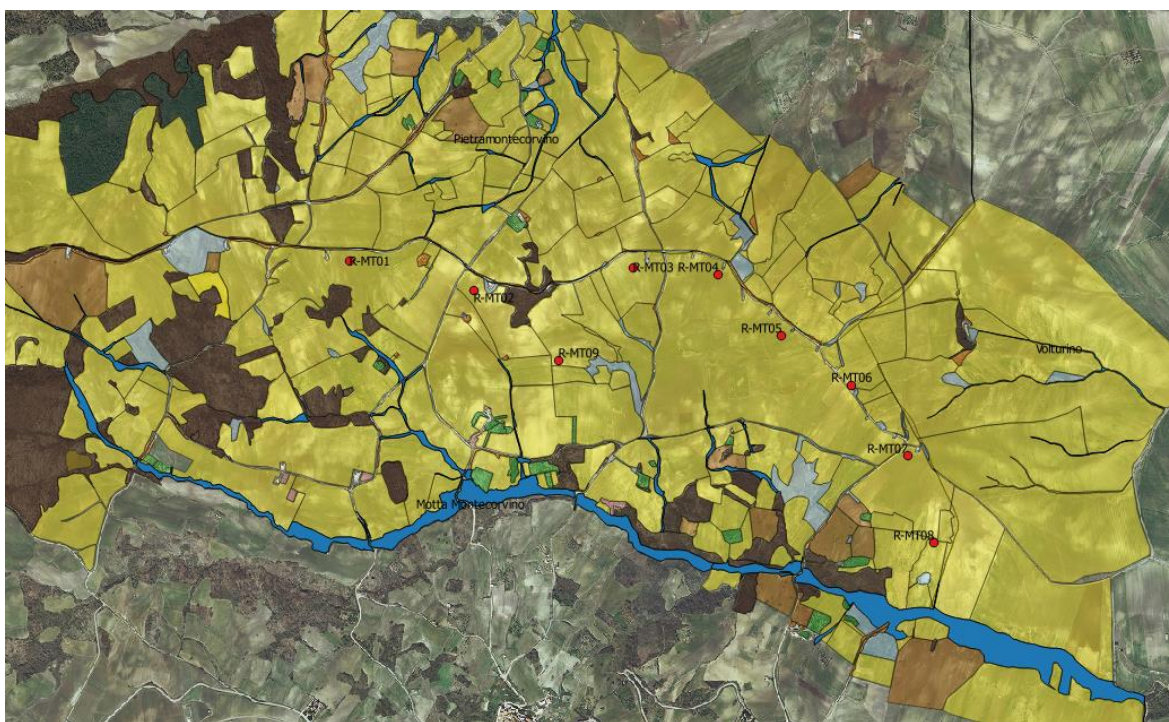 Pietramontecorvino
R-MT01
R-MT03
R-MT04
R-MT02
R-MT05
Volturino
R-MT09
R-MT06
R-MT07
Motta Montecorvino
R-MT08